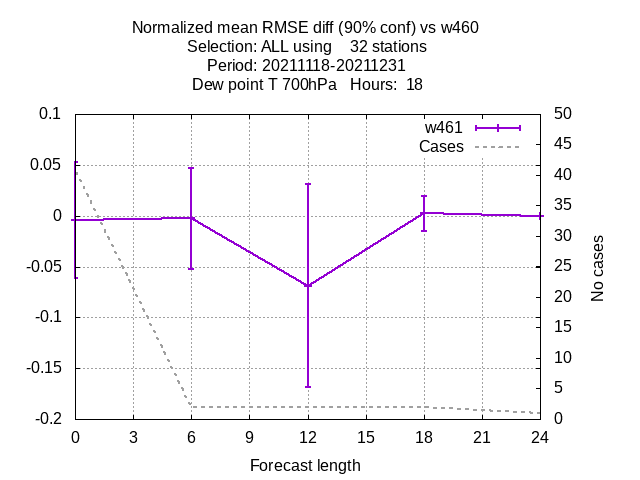 Normalized mean RMSE diff (90% conf) vs w460
Selection: ALL using    32 stations
Period: 20211118-20211231
Dew point T 700hPa   Hours:  18
w461
Cases
0.1
0.05
0
-0.05
-0.1
-0.15
-0.2
50
45
40
35
30
25
20
15
10
5
0
No cases
0 3 6 9 12 15 18 21 24
Forecast length